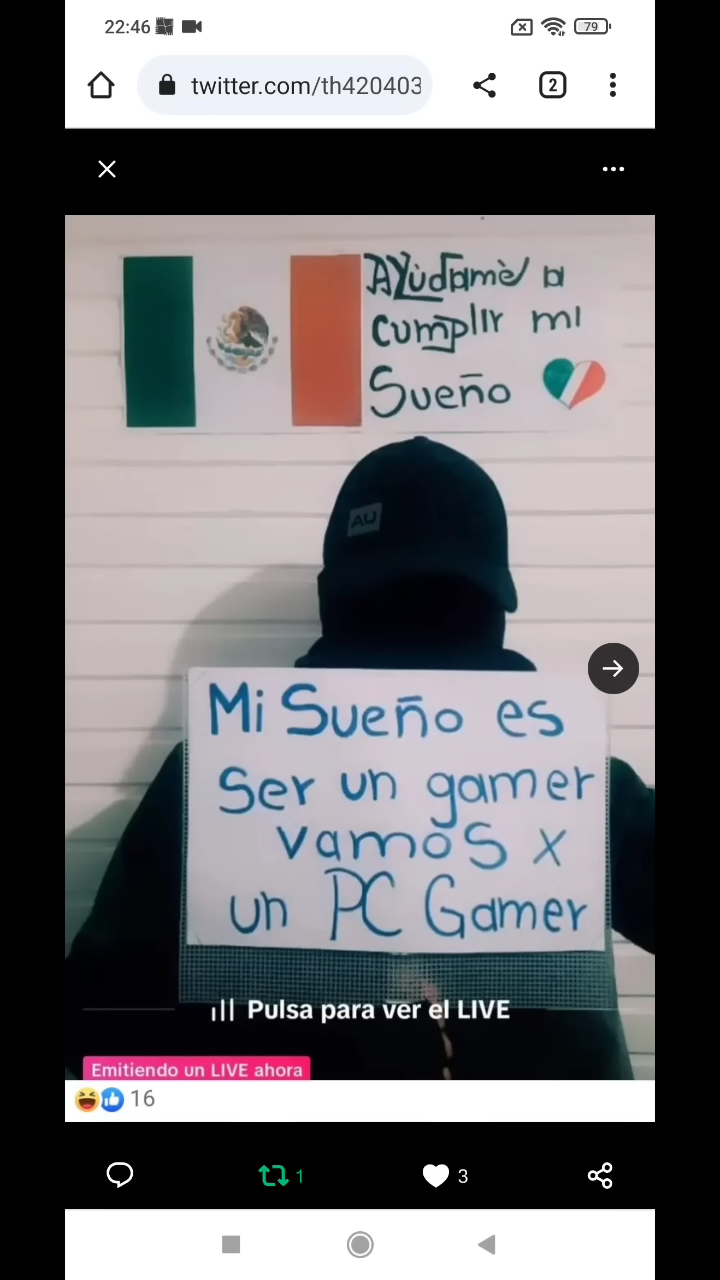 22:46
79
twitter.com/th420403
2
Ayùdamè a
cumplir mi
Sueño
AU
Mi Sueño es
Ser un gamer
vamos x
un PC Gamer
Pulsa para ver el LIVE
Emitiendo un LIVE ahora
16
1
3